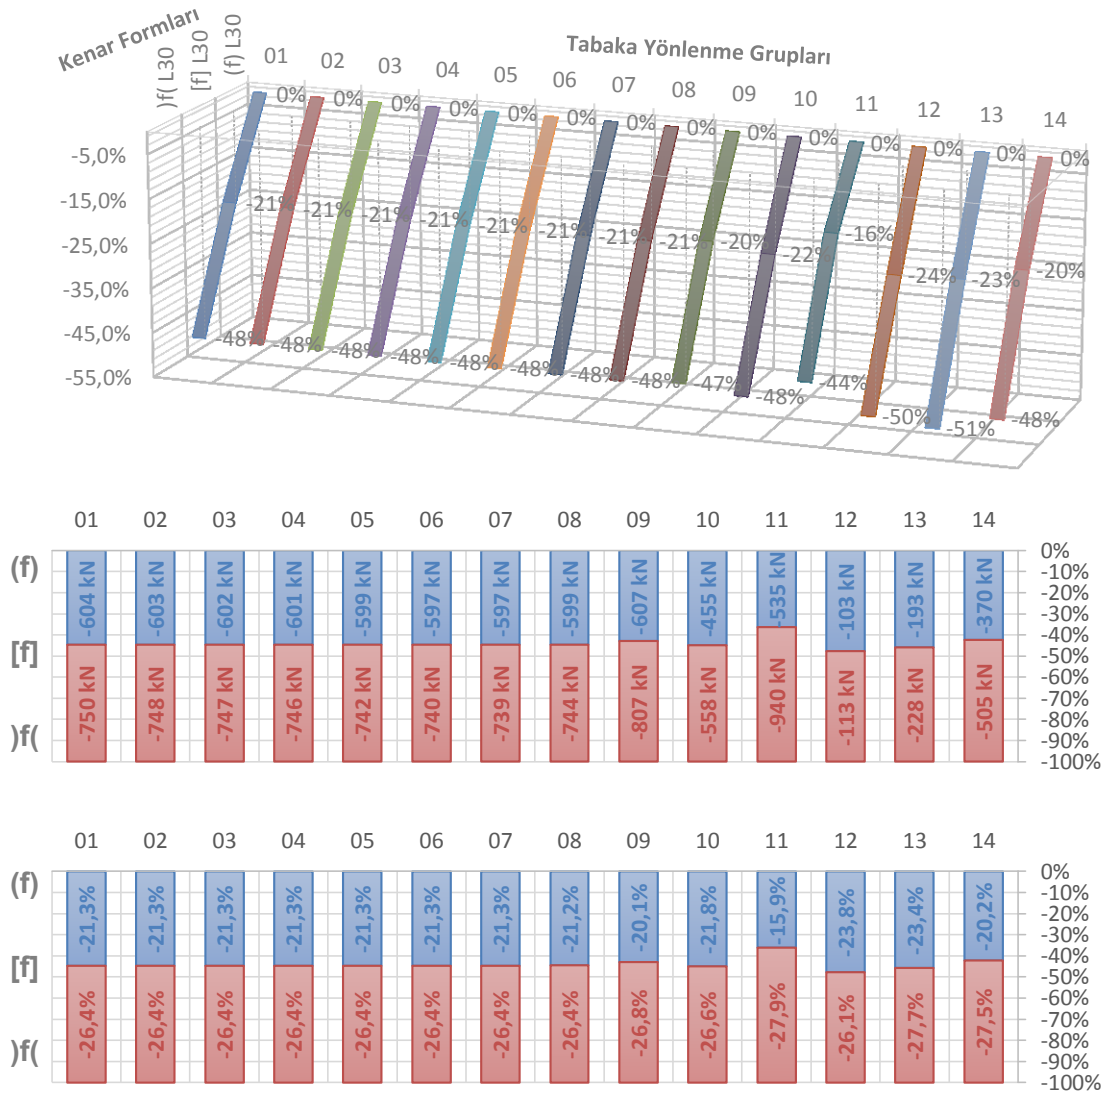 Kenar Formları
)f( L30
[f] L30
(f) L30
Tabaka Yönlenme Grupları
01 02 03 04 05 06 07 08 09 10 11 12 13 14
0% 0% 0% 0% 0% 0% 0% 0% 0% 0% 0% 0% 0% 0%
-21% -21% -21% -21% -21% -21% -21% -21% -20% -22% -16% -24% -23% -20%
-48% -48% -48% -48% -48% -48% -48% -48% -47% -48% -44% -50% -51% -48%
-5,0%
-15,0%
-25,0%
-35,0%
-45,0%
-55,0%
01 02 03 04 05 06 07 08 09 10 11 12 13 14
(f)
[f]
)f(
-604 kN -603 kN -602 kN -601 kN -599 kN -597 kN -597 kN -599 kN -607 kN -455 kN -535 kN -103 kN -193 kN -370 kN
-750 kN -748 kN -747 kN -746 kN -742 kN -740 kN -739 kN -744 kN -807 kN -558 kN -940 kN -113 kN -228 kN -505 kN
0%
-10%
-20%
-30%
-40%
-50%
-60%
-70%
-80%
-90%
-100%
01 02 03 04 05 06 07 08 09 10 11 12 13 14
(f)
[f]
)f(
-21,3% -21,3% -21,3% -21,3% -21,3% -21,3% -21,3% -21,2% -20,1% -21,8% -15,9% -23,8% -23,4% -20,2%
-26,4% -26,4% -26,4% -26,4% -26,4% -26,4% -26,4% -26,4% -26,8% -26,6% -27,9% -26,1% -27,7% -27,5%
0%
-10%
-20%
-30%
-40%
-50%
-60%
-70%
-80%
-90%
-100%